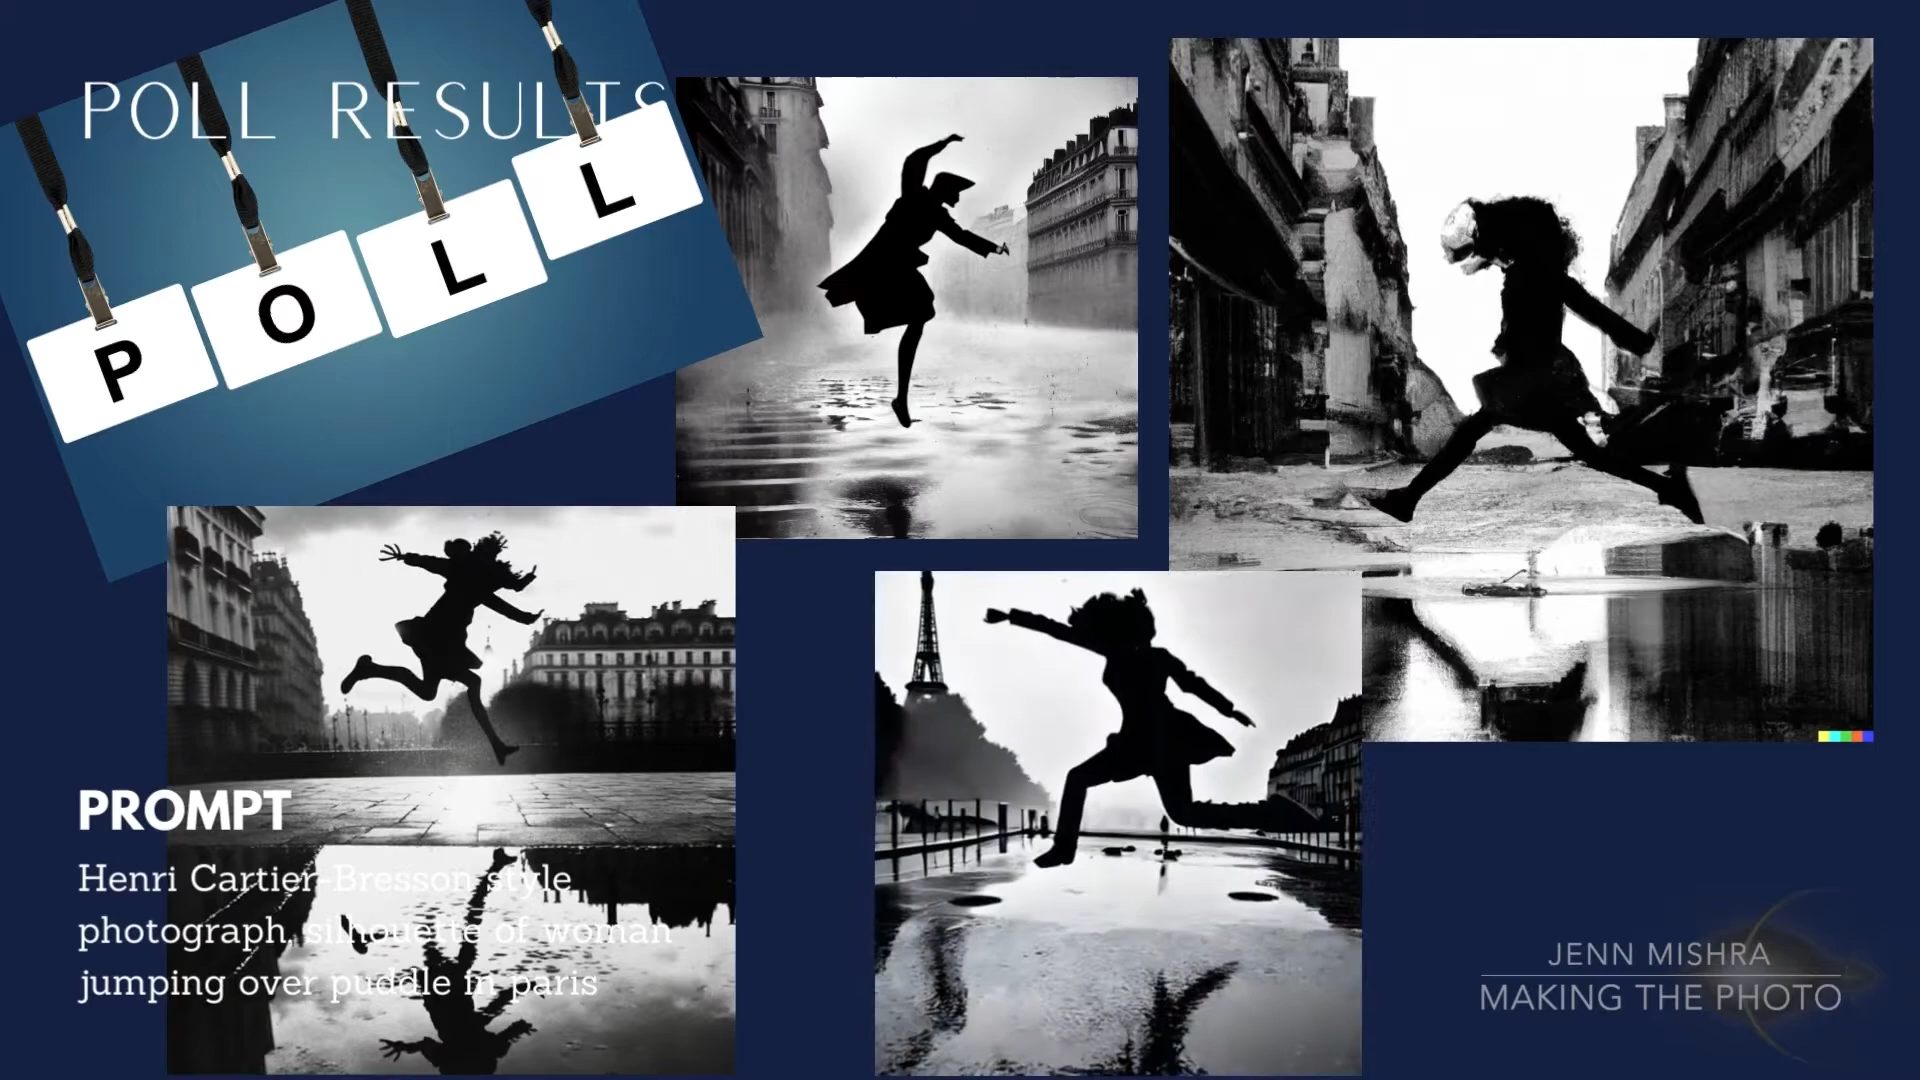 POLL RESULTS
P O L L
PROMPT
Henri Cartier-Bresson style
photograph, silhouette of woman
jumping over puddle in paris
JENN MISHRA
MAKING THE PHOTO